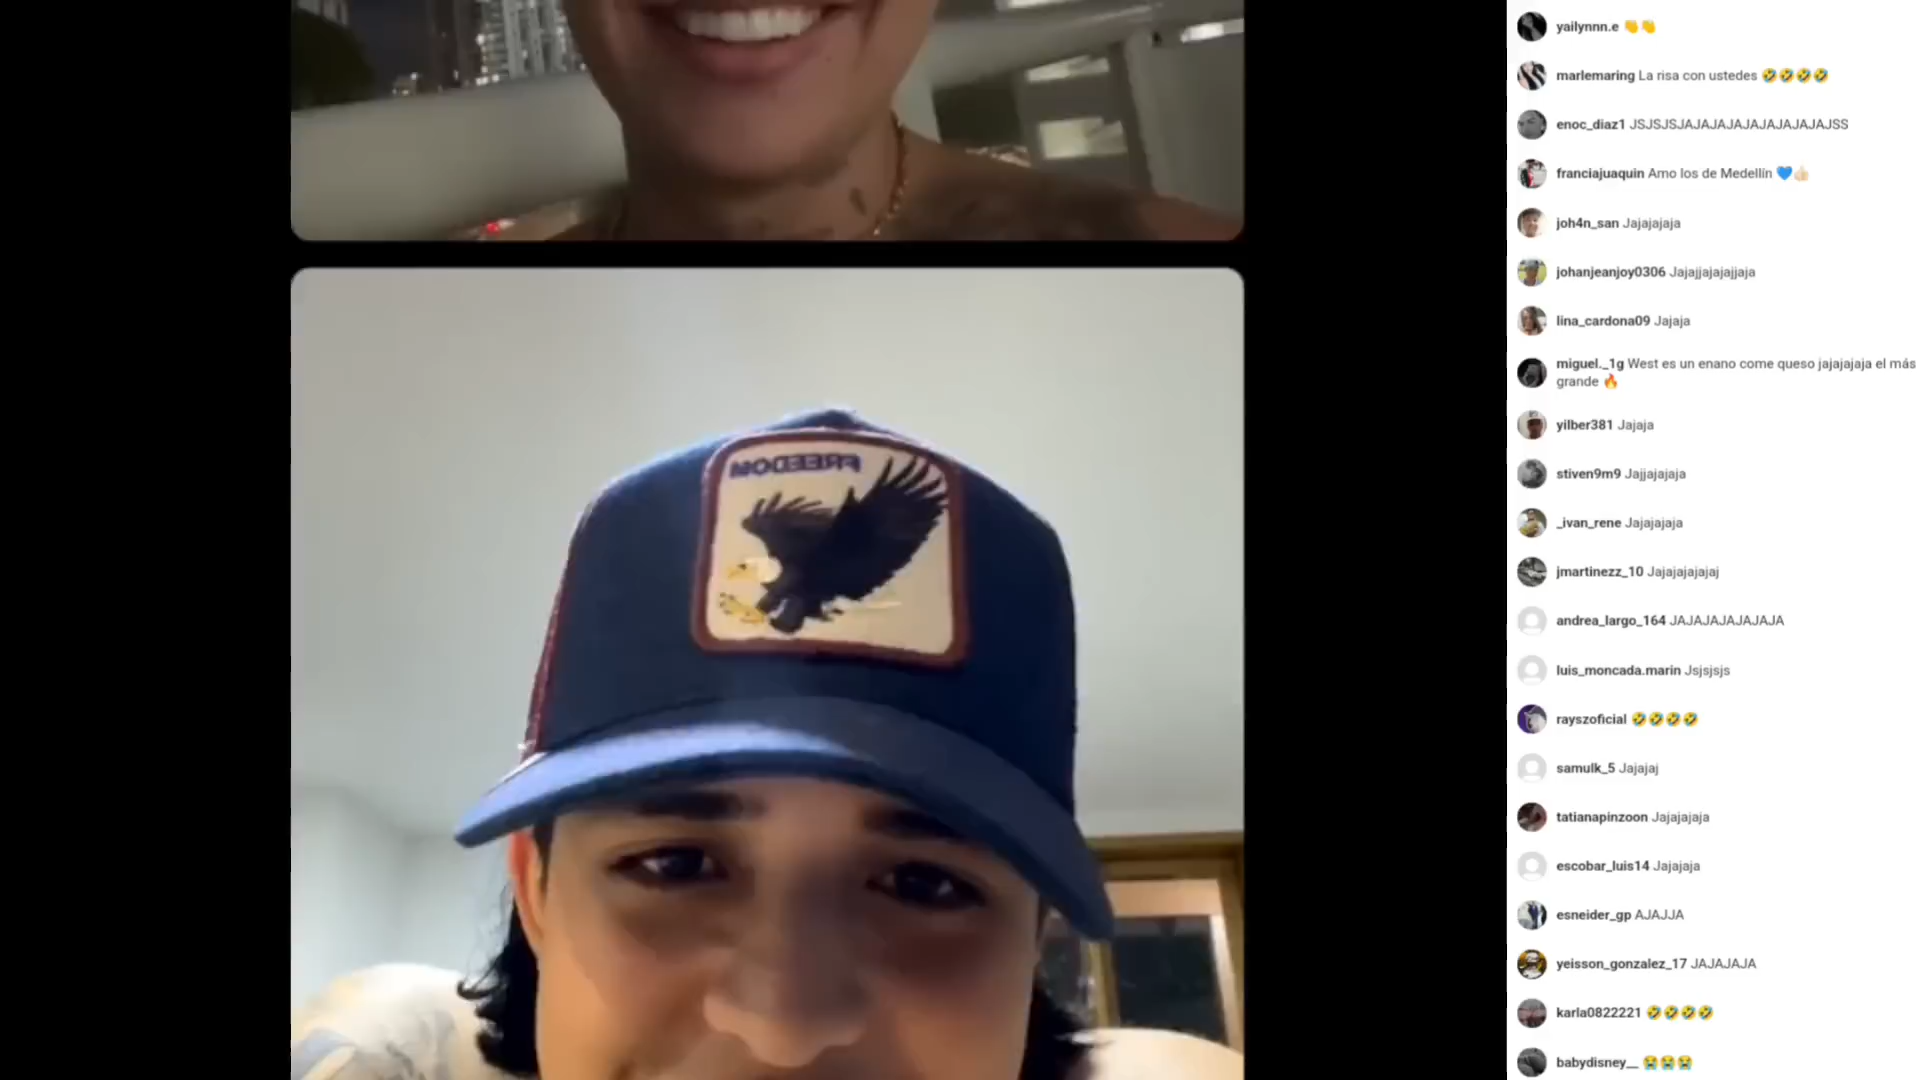 yailynnn.e 👏👏
marlemaring La risa con ustedes 🤣🤣🤣🤣
enoc_diaz1 JSJSJSJAJAJAJAJAJAJAJAJAJSS
franciajuaquin Amo los de Medellín 💙👍🏻
joh4n_san Jajajajaja
johanjeanjoy0306 Jajajjajajajjaja
lina_cardona09 Jajaja
miguel._1g West es un enano come queso jajajajaja el más
grande 🔥
yilber381 Jajaja
stiven9m9 Jajjajajaja
_ivan_rene Jajajajaja
jmartinezz_10 Jajajajajajaj
andrea_largo_164 JAJAJAJAJAJAJA
luis_moncada.marin Jsjsjsjs
rayszoficial 🤣🤣🤣🤣
samulk_5 Jajajaj
tatianapinzoon Jajajajaja
escobar_luis14 Jajajaja
esneider_gp AJAJJA
yeisson_gonzalez_17 JAJAJAJA
karla0822221 🤣🤣🤣🤣
babydisney__ 😭😭😭
FREEDOM